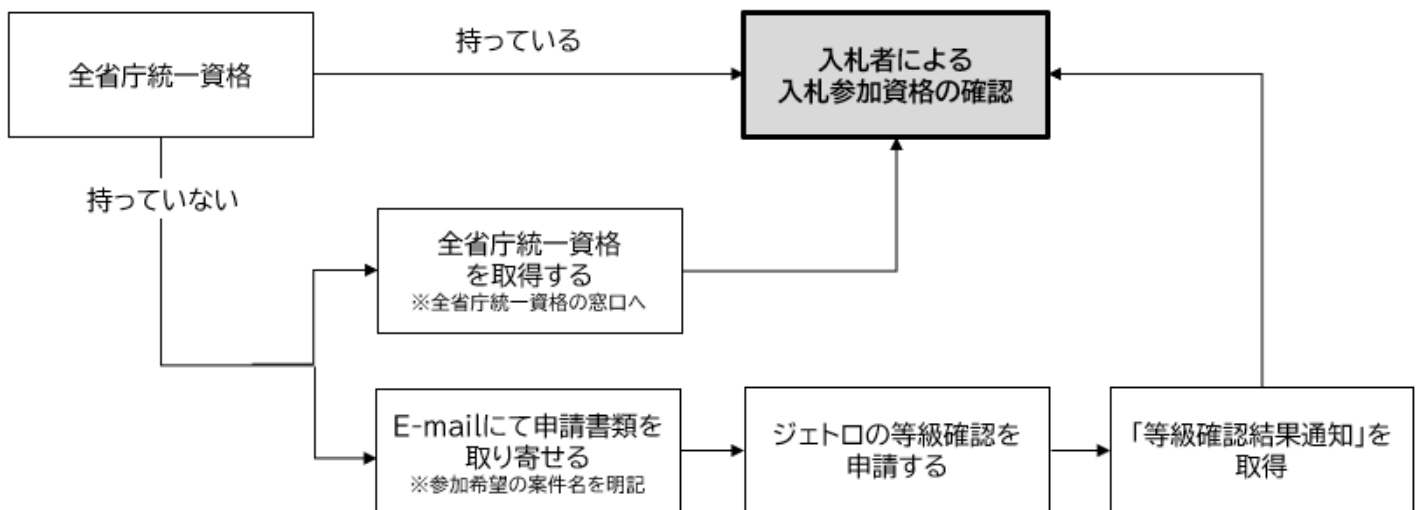 全省庁統一資格
持っている
入札者による
入札参加資格の確認
持っていない
全省庁統一資格
を取得する
※全省庁統一資格の窓口へ
E-mailにて申請書類を
取り寄せる
※参加希望の案件名を明記
ジェトロの等級確認を
申請する
「等級確認結果通知」を
取得